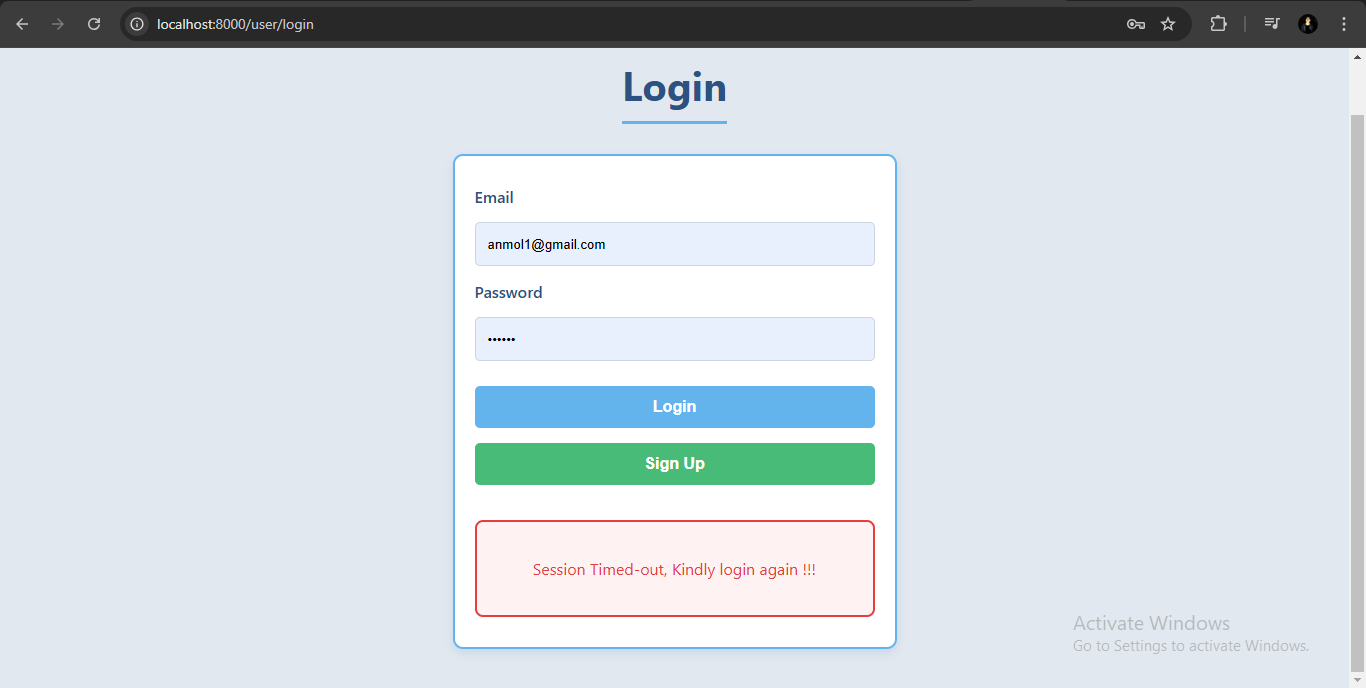 localhost:8000/user/login
Login
Email
anmol1@gmail.com
Password
••••••
Login
Sign Up
Session Timed-out, Kindly login again !!!
Activate Windows
Go to Settings to activate Windows.